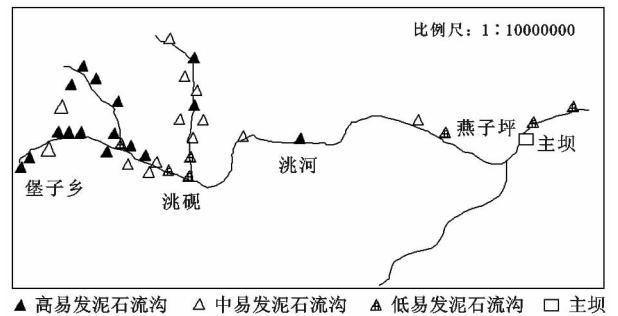 比例尺：1∶10000000
燕子坪
主坝
堡子乡
洮砚
洮河
高易发泥石流沟 中易发泥石流沟 低易发泥石流沟 主坝